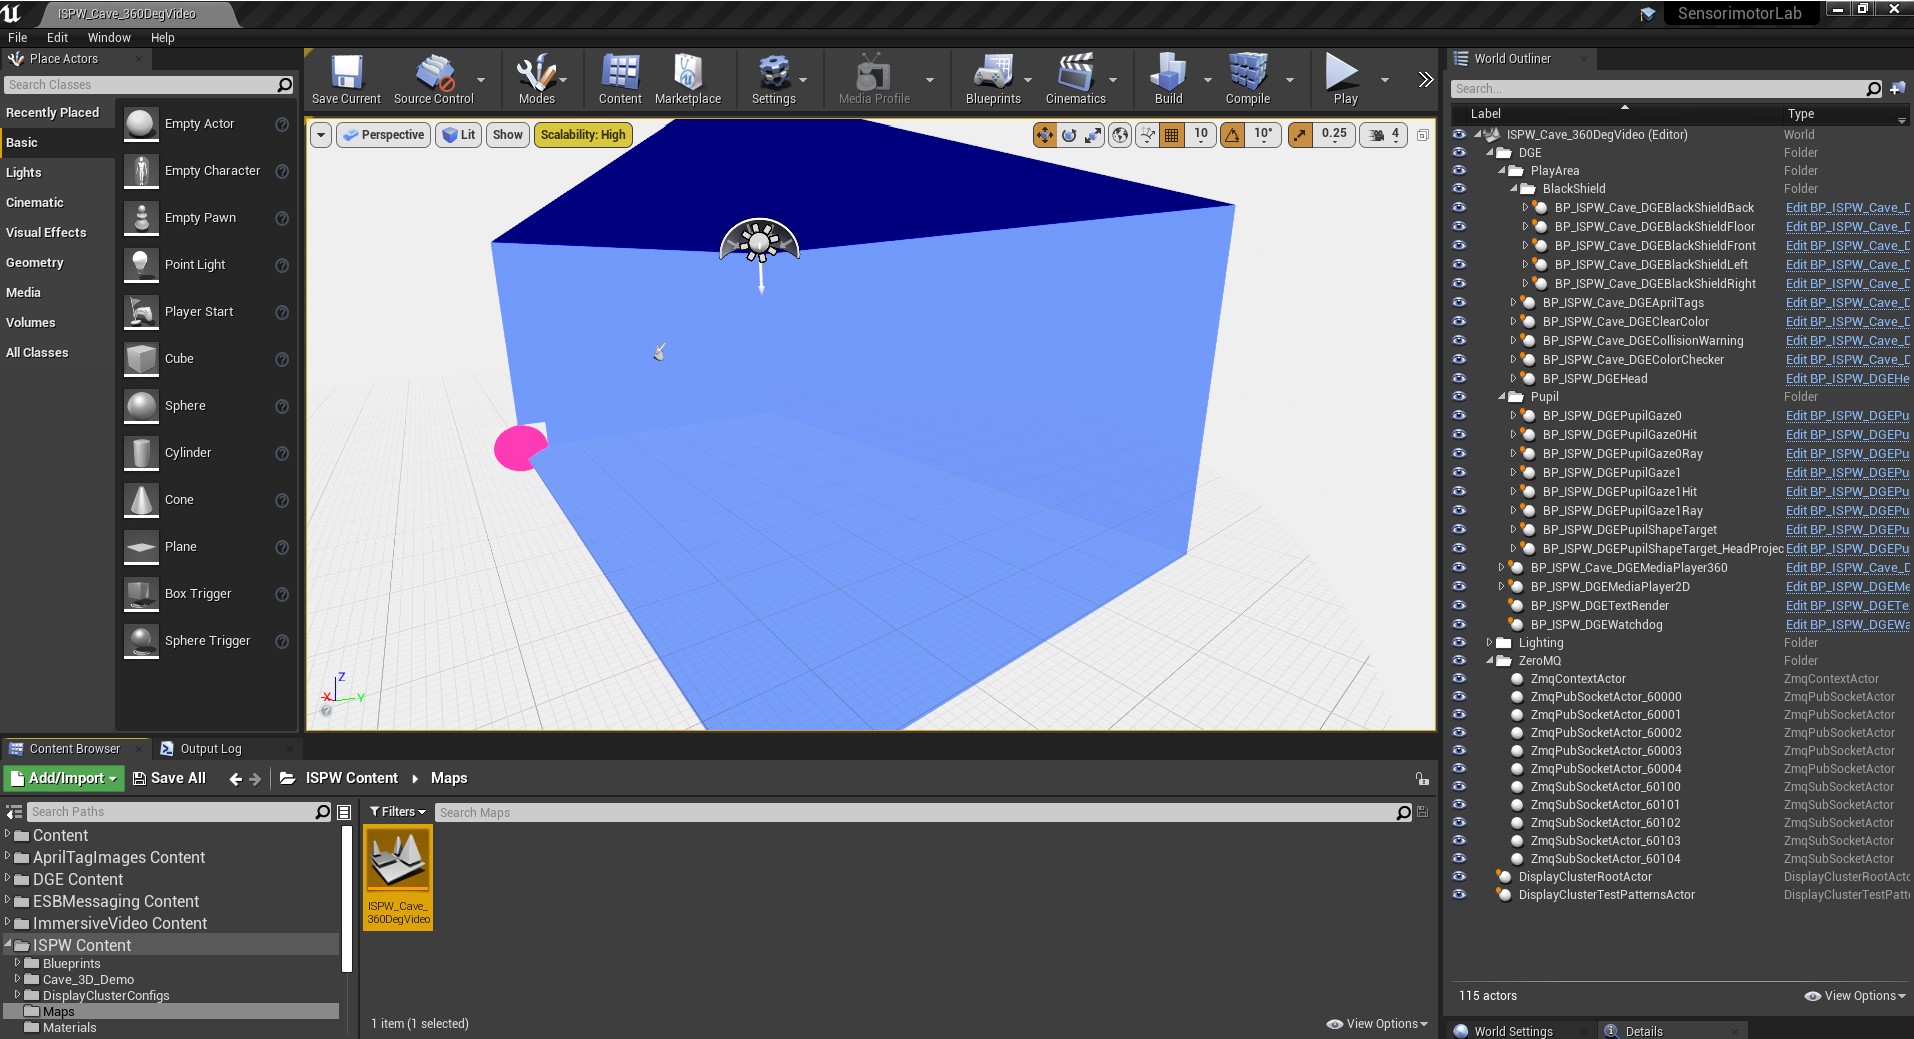 ISPW_Cave_360DegVideo
SensorimotorLab
File Edit Window Help
Place Actors
Search Classes
Recently Placed
Basic
Lights
Cinematic
Visual Effects
Geometry
Media
Volumes
All Classes
Empty Actor
Empty Character
Empty Pawn
Point Light
Player Start
Cube
Sphere
Cylinder
Cone
Plane
Box Trigger
Sphere Trigger
Save Current Source Control Modes Content Marketplace Settings Media Profile Blueprints Cinematics Build Compile Play
Perspective Lit Show Scalability: High 10 10° 0.25 4
Z
X Y
World Outliner
Search...
Label Type
ISPW_Cave_360DegVideo (Editor) World
DGE Folder
PlayArea Folder
BlackShield Folder
BP_ISPW_Cave_DGEBlackShieldBack Edit BP_ISPW_Cave_D
BP_ISPW_Cave_DGEBlackShieldFloor Edit BP_ISPW_Cave_D
BP_ISPW_Cave_DGEBlackShieldFront Edit BP_ISPW_Cave_D
BP_ISPW_Cave_DGEBlackShieldLeft Edit BP_ISPW_Cave_D
BP_ISPW_Cave_DGEBlackShieldRight Edit BP_ISPW_Cave_D
BP_ISPW_Cave_DGEAprilTags Edit BP_ISPW_Cave_D
BP_ISPW_Cave_DGEClearColor Edit BP_ISPW_Cave_D
BP_ISPW_Cave_DGECollisionWarning Edit BP_ISPW_Cave_D
BP_ISPW_Cave_DGEColorChecker Edit BP_ISPW_Cave_D
BP_ISPW_DGEHead Edit BP_ISPW_DGEHe
Pupil Folder
BP_ISPW_DGEPupilGaze0 Edit BP_ISPW_DGEPu
BP_ISPW_DGEPupilGaze0Hit Edit BP_ISPW_DGEPu
BP_ISPW_DGEPupilGaze0Ray Edit BP_ISPW_DGEPu
BP_ISPW_DGEPupilGaze1 Edit BP_ISPW_DGEPu
BP_ISPW_DGEPupilGaze1Hit Edit BP_ISPW_DGEPu
BP_ISPW_DGEPupilGaze1Ray Edit BP_ISPW_DGEPu
BP_ISPW_DGEPupilShapeTarget Edit BP_ISPW_DGEPu
BP_ISPW_DGEPupilShapeTarget_HeadProjec Edit BP_ISPW_DGEPu
BP_ISPW_Cave_DGEMediaPlayer360 Edit BP_ISPW_Cave_D
BP_ISPW_DGEMediaPlayer2D Edit BP_ISPW_DGEMe
BP_ISPW_DGETextRender Edit BP_ISPW_DGETe
BP_ISPW_DGEWatchdog Edit BP_ISPW_DGEWa
Lighting Folder
ZeroMQ Folder
ZmqContextActor ZmqContextActor
ZmqPubSocketActor_60000 ZmqPubSocketActor
ZmqPubSocketActor_60001 ZmqPubSocketActor
ZmqPubSocketActor_60002 ZmqPubSocketActor
ZmqPubSocketActor_60003 ZmqPubSocketActor
ZmqPubSocketActor_60004 ZmqPubSocketActor
ZmqSubSocketActor_60100 ZmqSubSocketActor
ZmqSubSocketActor_60101 ZmqSubSocketActor
ZmqSubSocketActor_60102 ZmqSubSocketActor
ZmqSubSocketActor_60103 ZmqSubSocketActor
ZmqSubSocketActor_60104 ZmqSubSocketActor
DisplayClusterRootActor DisplayClusterRootActo
DisplayClusterTestPatternsActor DisplayClusterTestPatt
115 actors View Options
World Settings Details
Content Browser Output Log
Add/Import Save All ISPW Content Maps
Search Paths
Filters Search Maps
Content
AprilTagImages Content
DGE Content
ESBMessaging Content
ImmersiveVideo Content
ISPW Content
Blueprints
Cave_3D_Demo
DisplayClusterConfigs
Maps
Materials
ISPW_Cave_
360DegVideo
1 item (1 selected) View Options